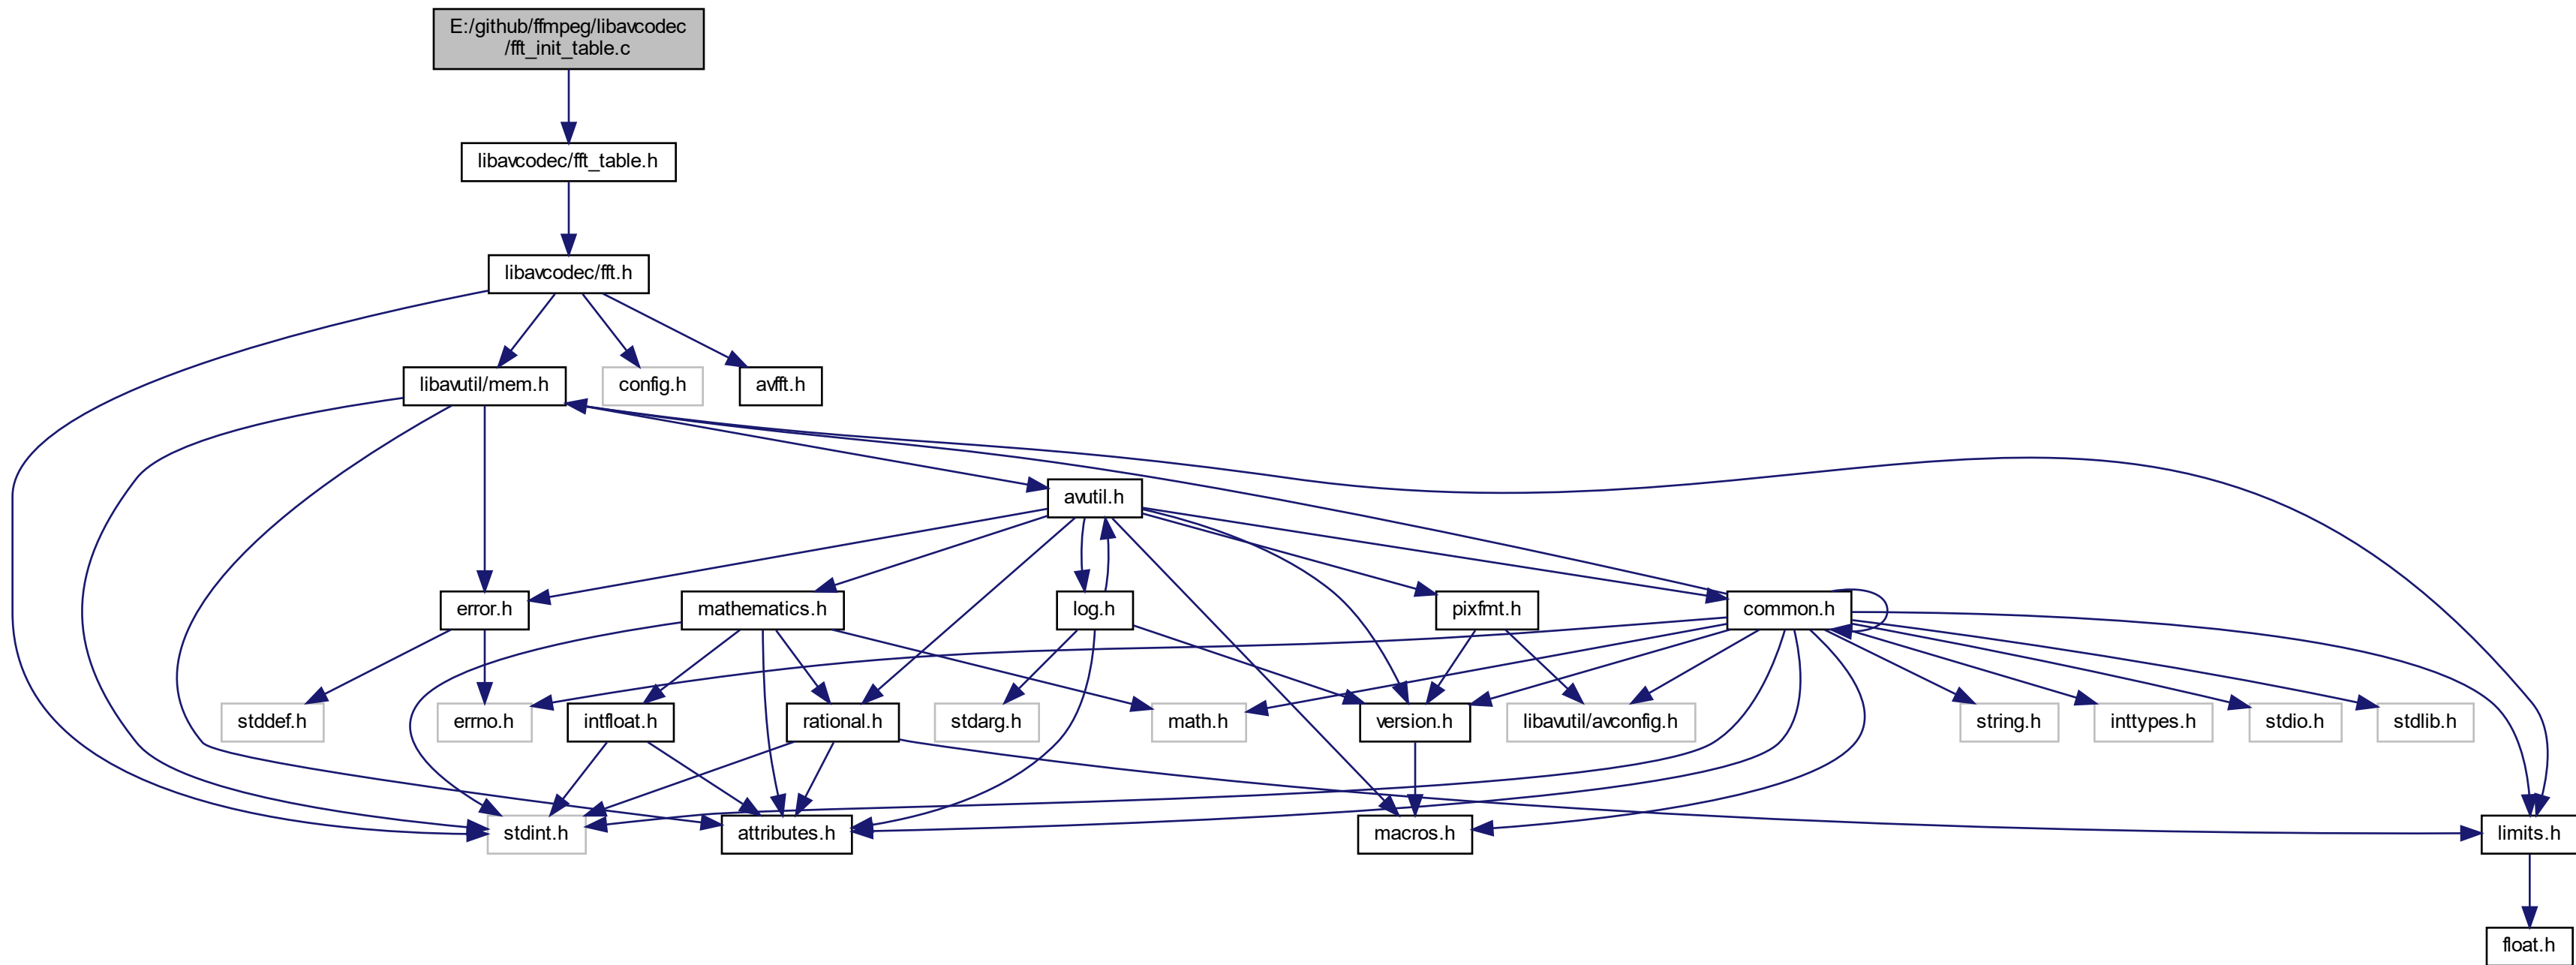 E:/github/ffmpeg/libavcodec
/fft_init_table.c
libavcodec/fft_table.h
libavcodec/fft.h
libavutil/mem.h
config.h
avfft.h
avutil.h
error.h
mathematics.h
log.h
pixfmt.h
common.h
stddef.h
errno.h
intfloat.h
rational.h
stdarg.h
math.h
version.h
libavutil/avconfig.h
string.h
inttypes.h
stdio.h
stdlib.h
stdint.h
attributes.h
macros.h
limits.h
float.h